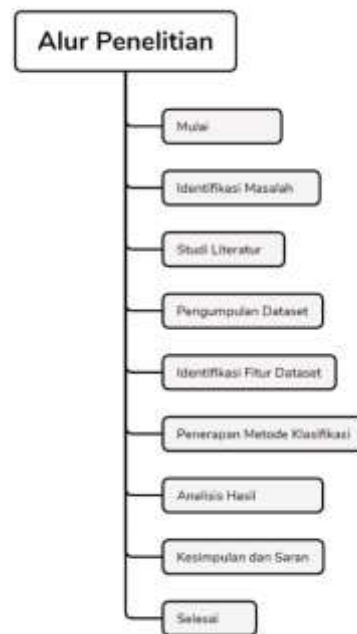 Alur Penelitian
Mulai
Identifikasi Masalah
Studi Literatur
Pengumpulan Dataset
Identifikasi Fitur Dataset
Penerapan Metode Klasifikasi
Analisis Hasil
Kesimpulan dan Saran
Selesai